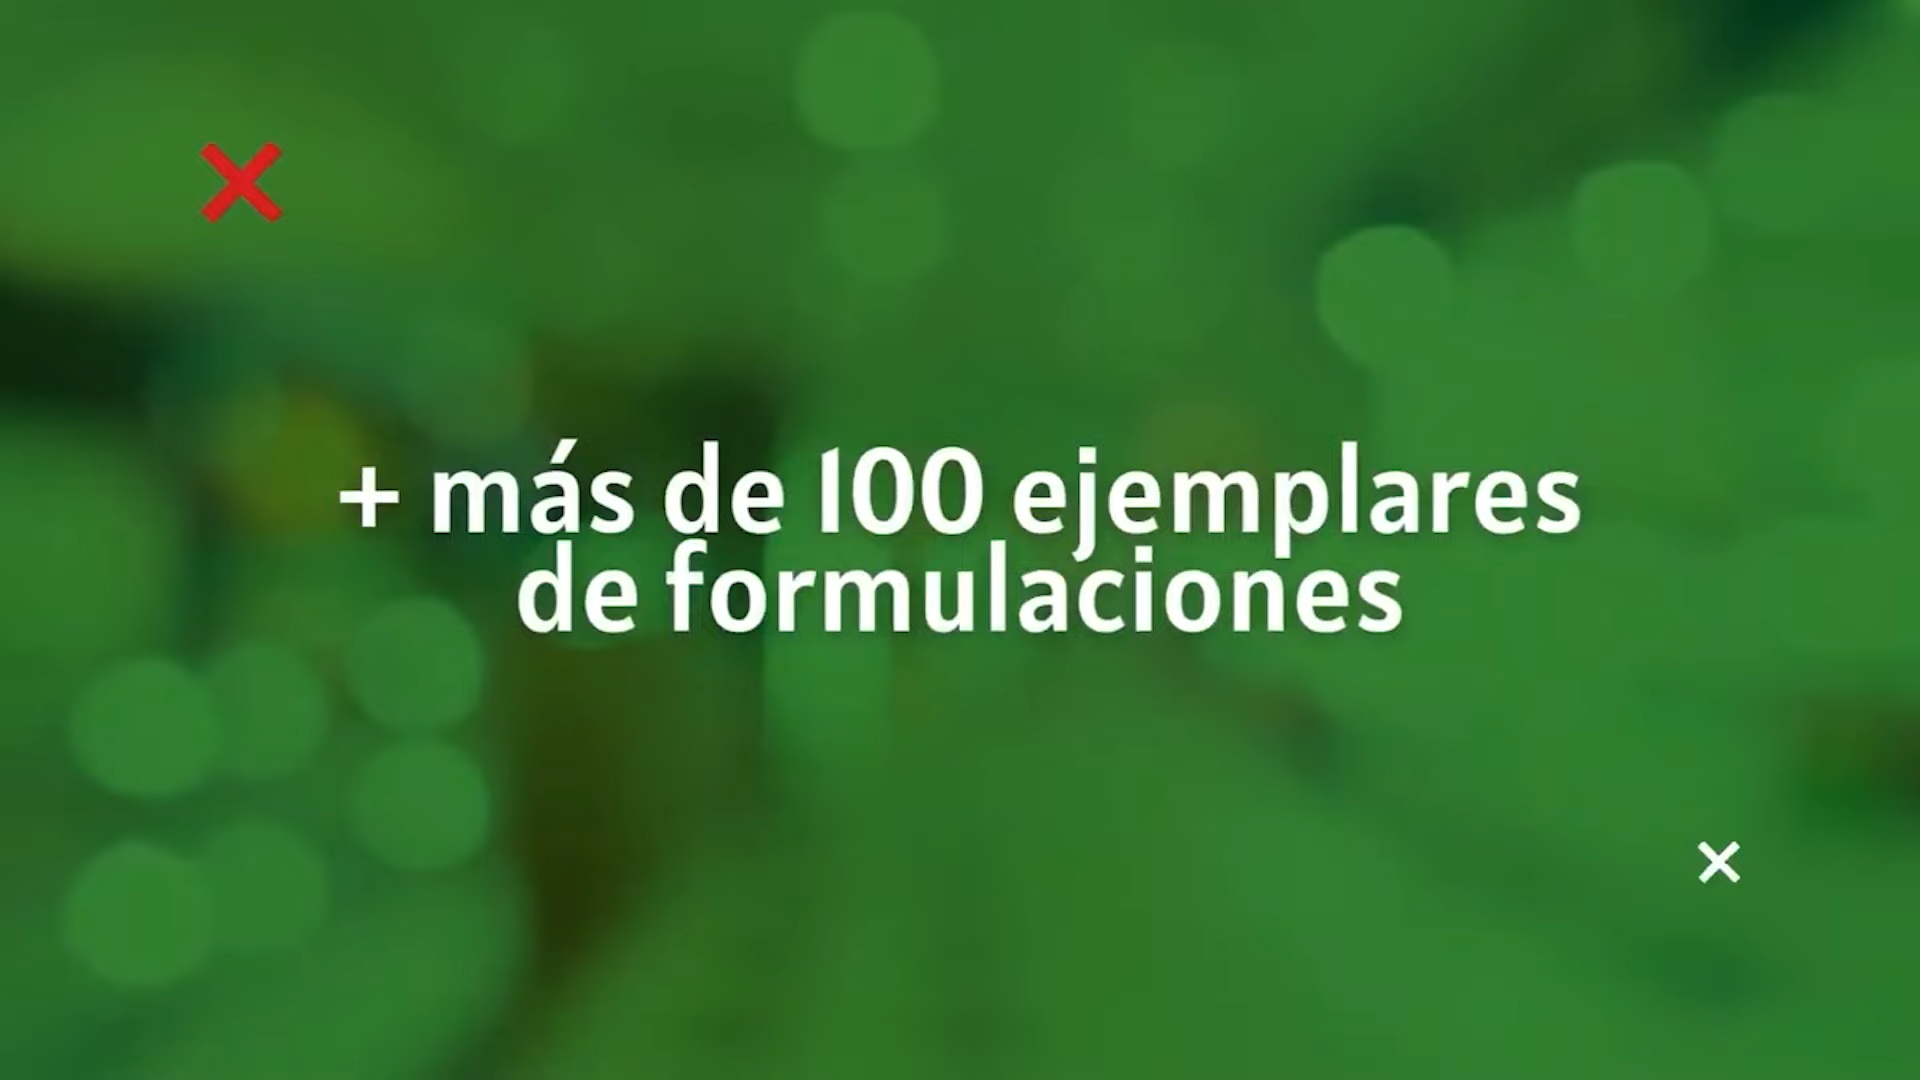 + más de 100 ejemplares
de formulaciones